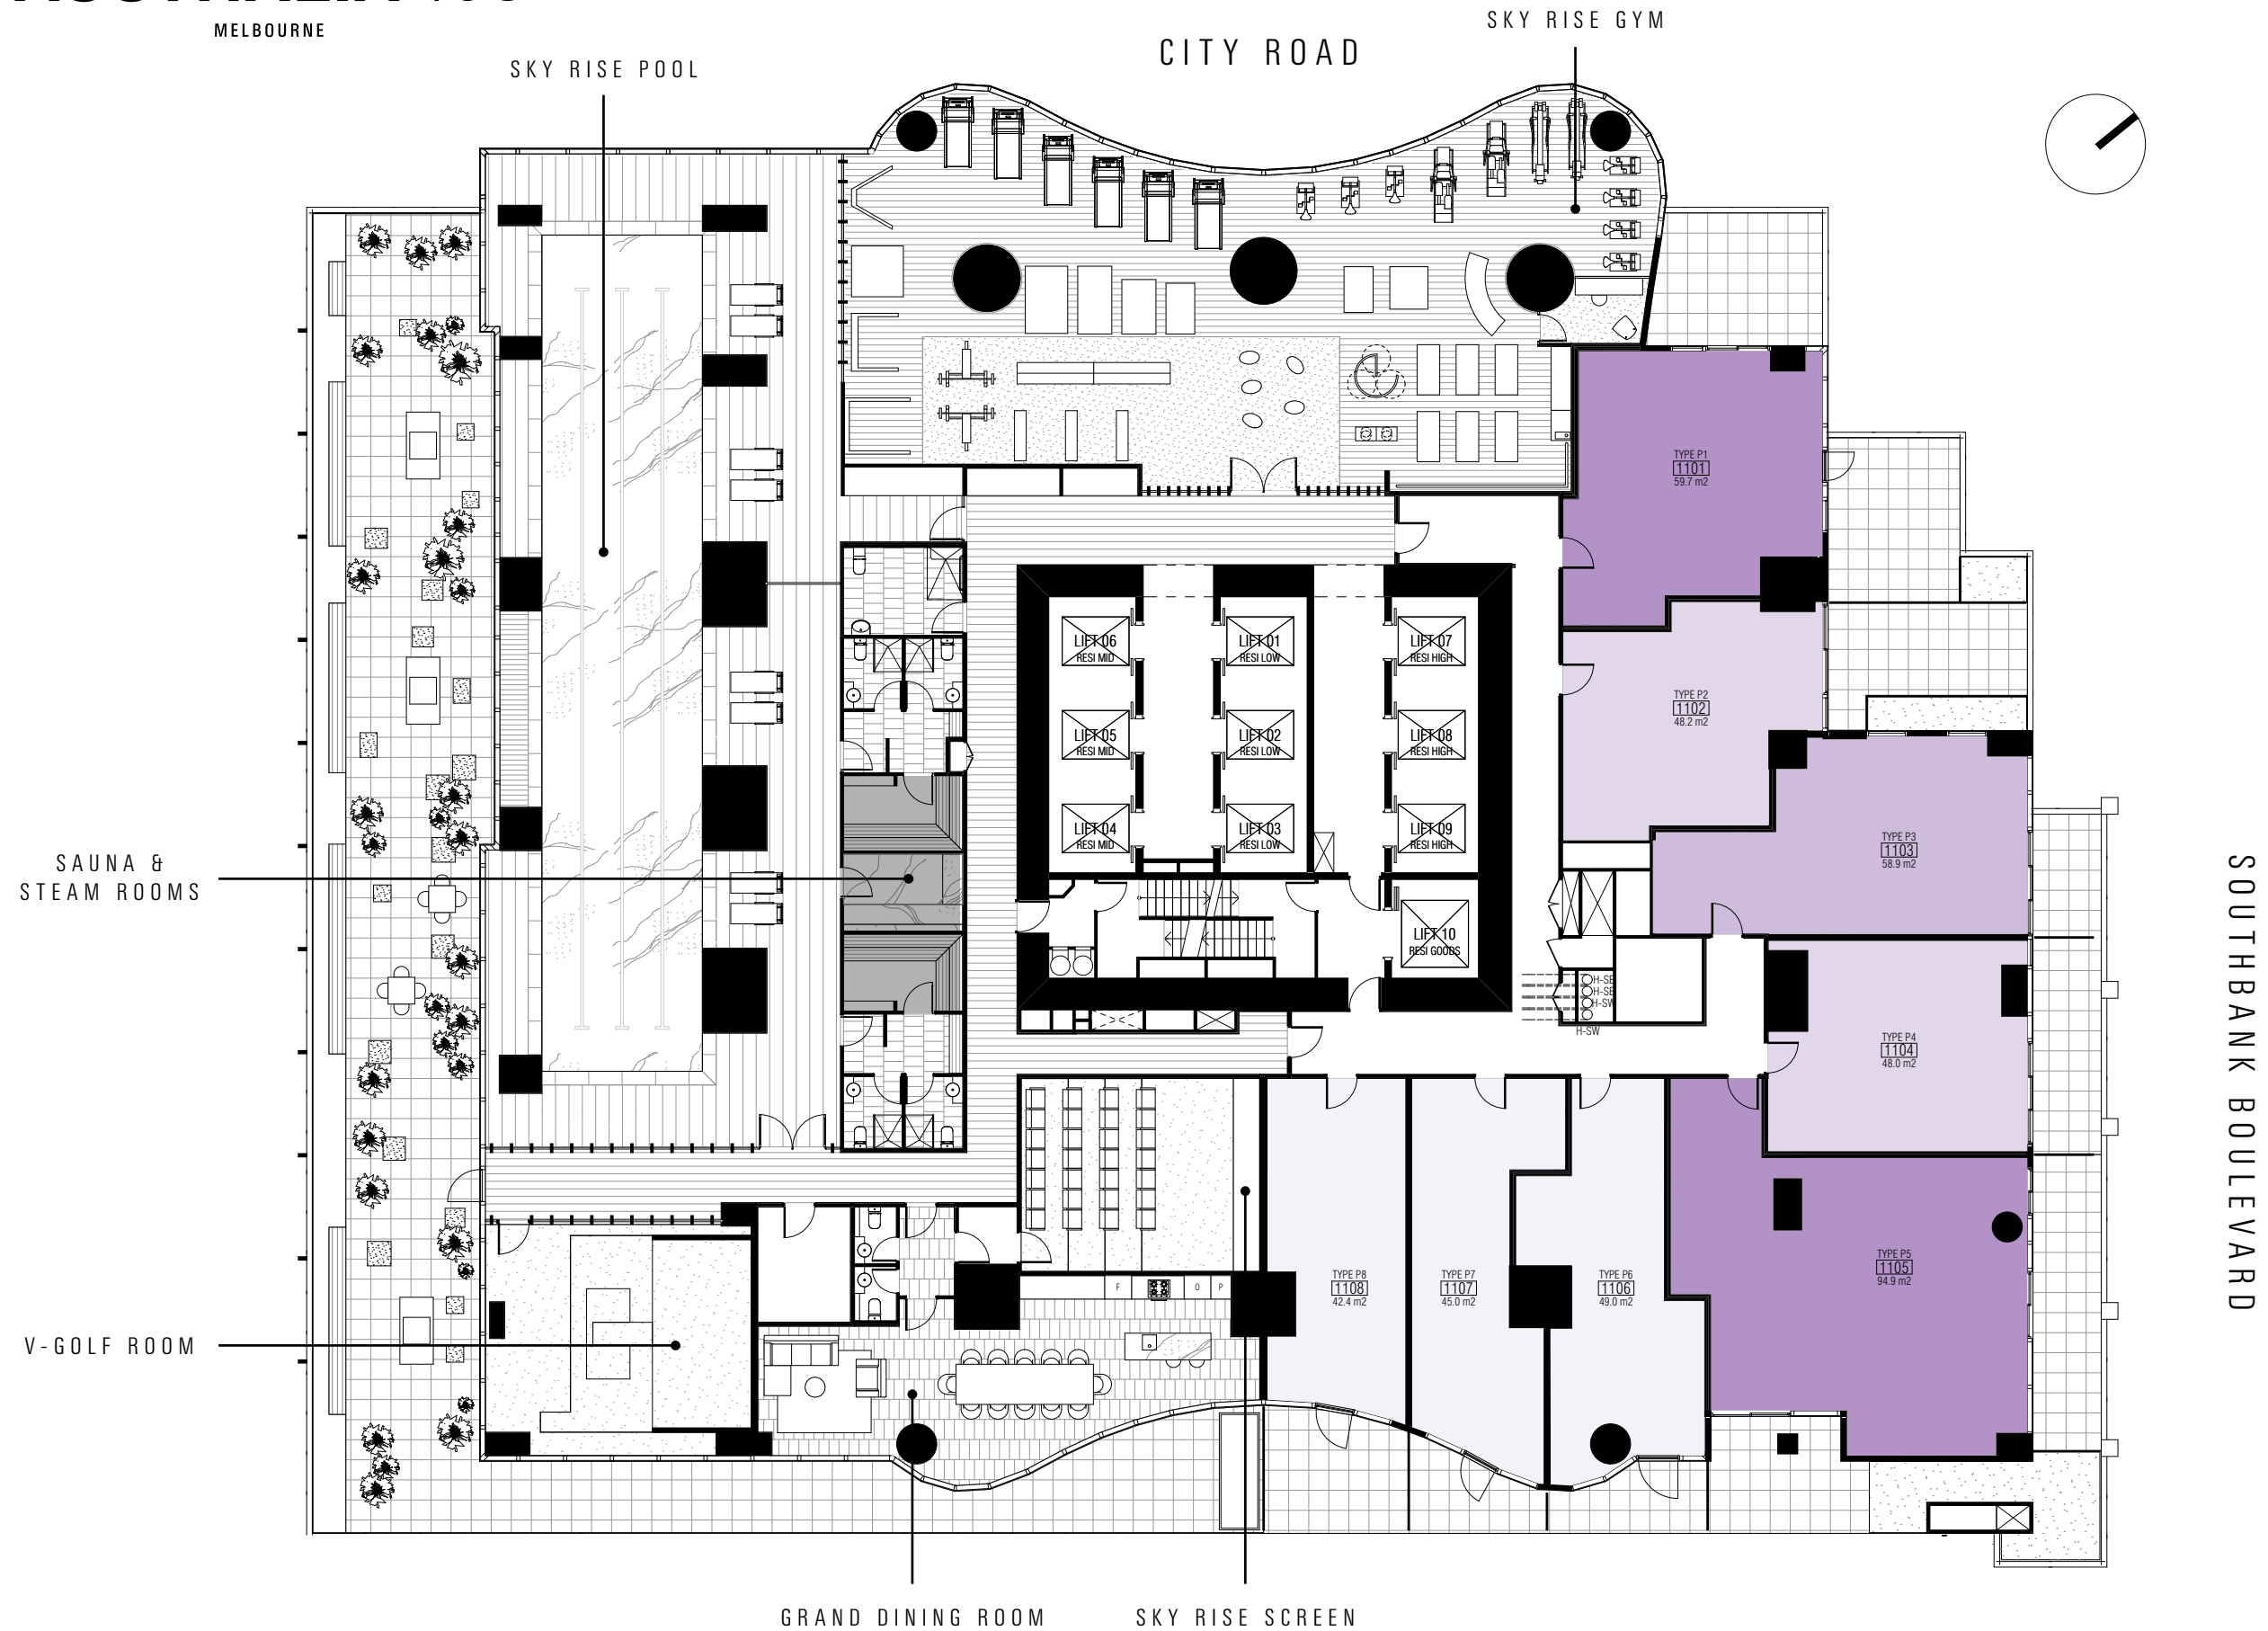 MELBOURNE
SKY RISE GYM
CITY ROAD
SKY RISE POOL
TYPE P1
1101
59.7 m2
LIFT 06
RESI MID
LIFT 01
RESI LOW
LIFT 07
RESI HIGH
TYPE P2
1102
48.2 m2
LIFT 05
RESI MID
LIFT 02
RESI LOW
LIFT 08
RESI HIGH
LIFT 04
RESI MID
LIFT 03
RESI LOW
LIFT 09
RESI HIGH
TYPE P3
1103
58.9 m2
SAUNA &
STEAM ROOMS
SOUTHBANK BOULEVARD
LIFT 10
RESI GOODS
H-SE
H-SE
H-SW
H-SW
TYPE P4
1104
48.0 m2
TYPE P5
1105
94.9 m2
TYPE P8
1108
42.4 m2
TYPE P7
1107
45.0 m2
TYPE P6
1106
49.0 m2
F
O
P
V-GOLF ROOM
GRAND DINING ROOM
SKY RISE SCREEN